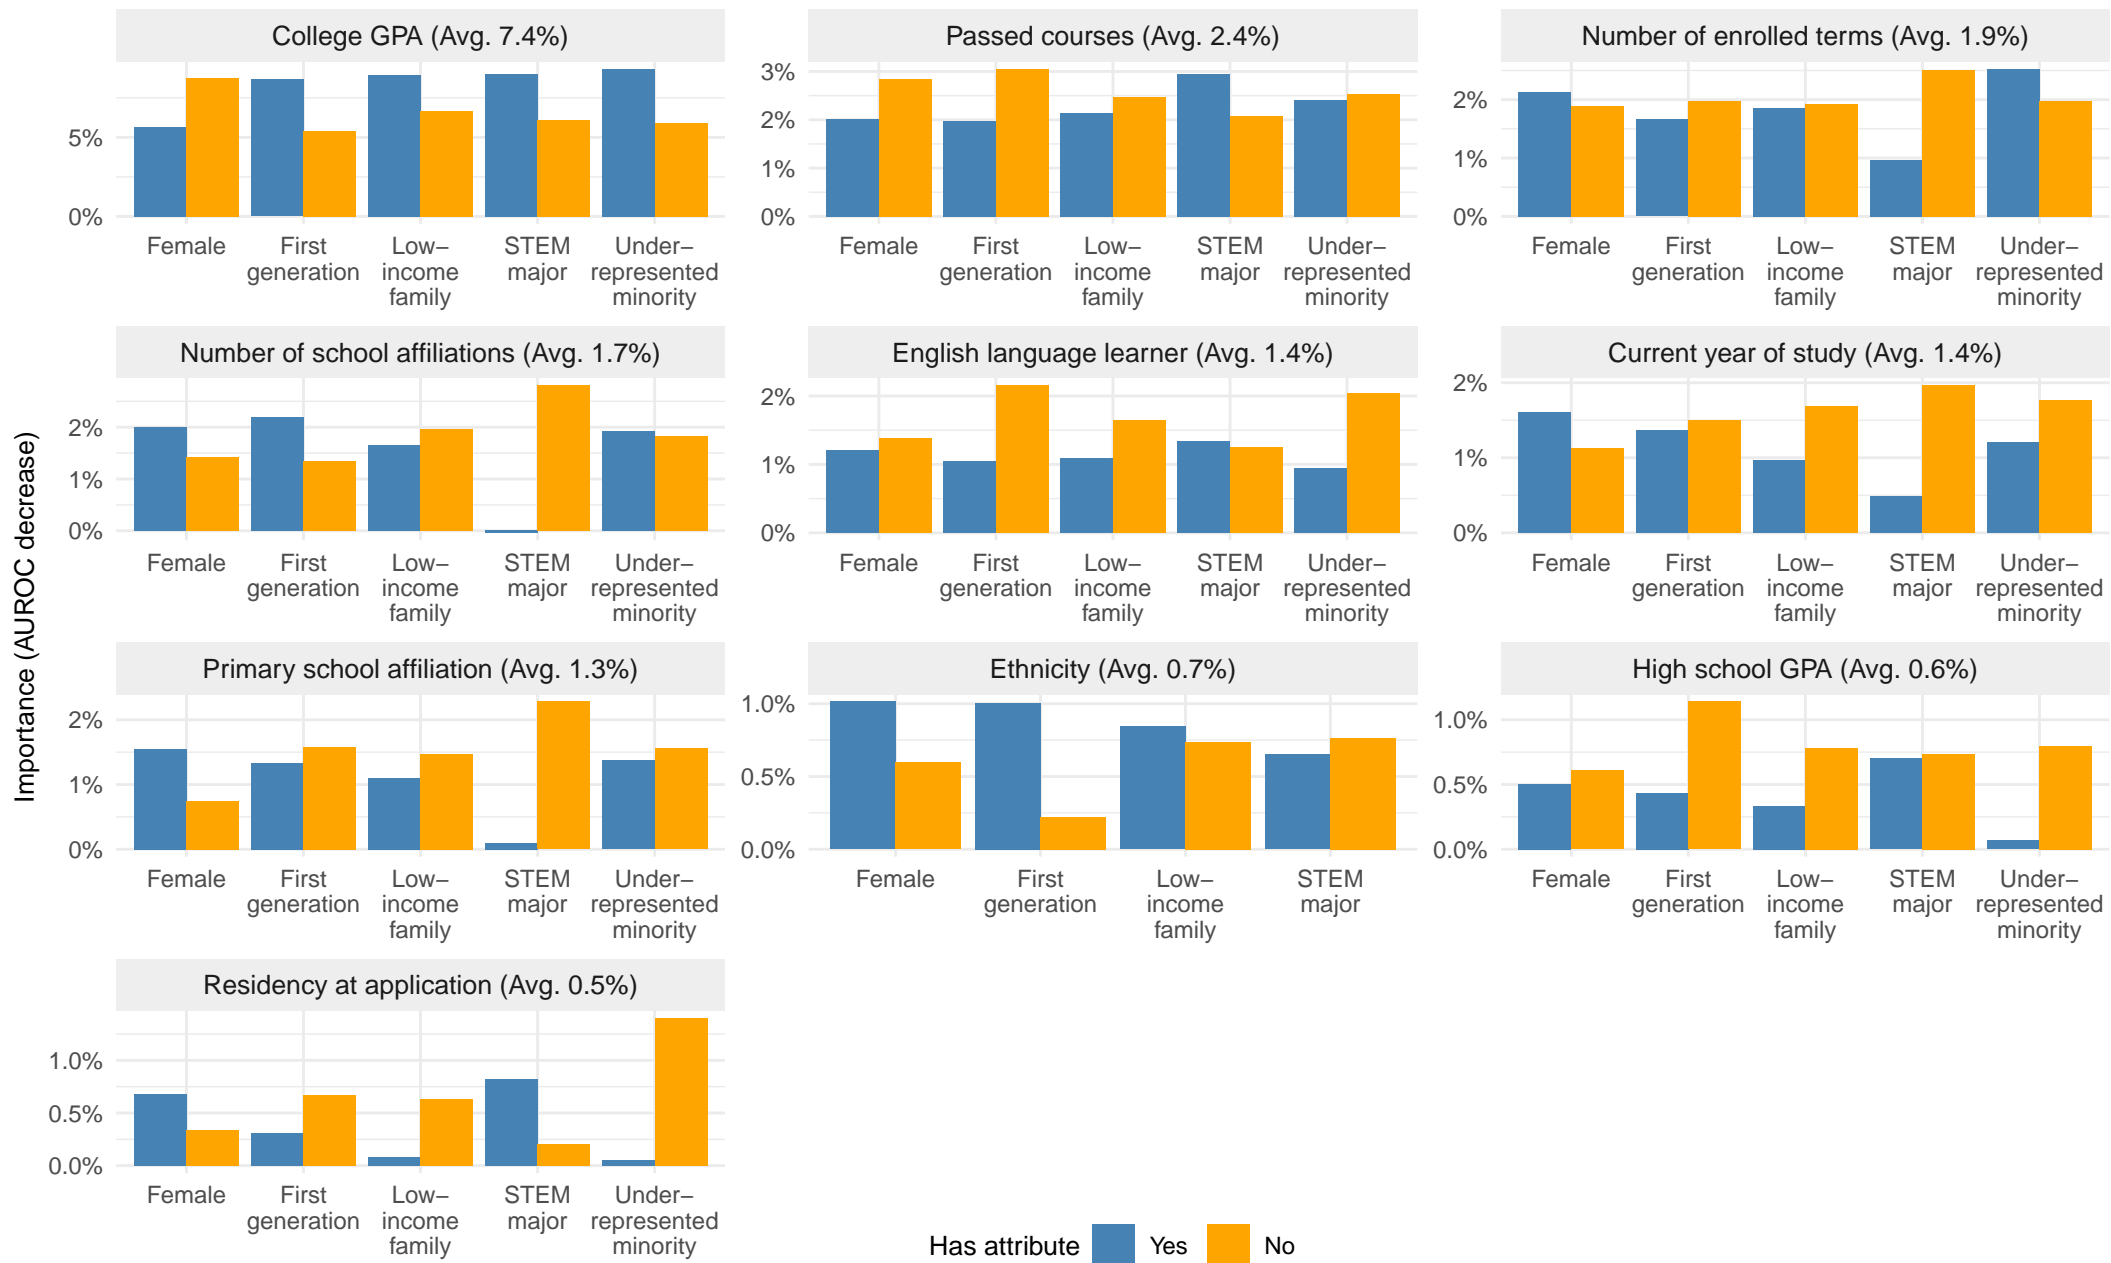 College GPA (Avg. 7.4%)
5%
0%
Female
First generation
Low–income family
STEM major
Under–represented minority
Passed courses (Avg. 2.4%)
3%
2%
1%
0%
Female
First generation
Low–income family
STEM major
Under–represented minority
Number of enrolled terms (Avg. 1.9%)
2%
1%
0%
Female
First generation
Low–income family
STEM major
Under–represented minority
Importance (AUROC decrease)
Number of school affiliations (Avg. 1.7%)
2%
1%
0%
Female
First generation
Low–income family
STEM major
Under–represented minority
English language learner (Avg. 1.4%)
2%
1%
0%
Female
First generation
Low–income family
STEM major
Under–represented minority
Current year of study (Avg. 1.4%)
2%
1%
0%
Female
First generation
Low–income family
STEM major
Under–represented minority
Primary school affiliation (Avg. 1.3%)
2%
1%
0%
Female
First generation
Low–income family
STEM major
Under–represented minority
Ethnicity (Avg. 0.7%)
1.0%
0.5%
0.0%
Female
First generation
Low–income family
STEM major
High school GPA (Avg. 0.6%)
1.0%
0.5%
0.0%
Female
First generation
Low–income family
STEM major
Under–represented minority
Residency at application (Avg. 0.5%)
1.0%
0.5%
0.0%
Female
First generation
Low–income family
STEM major
Under–represented minority
Has attribute Yes No